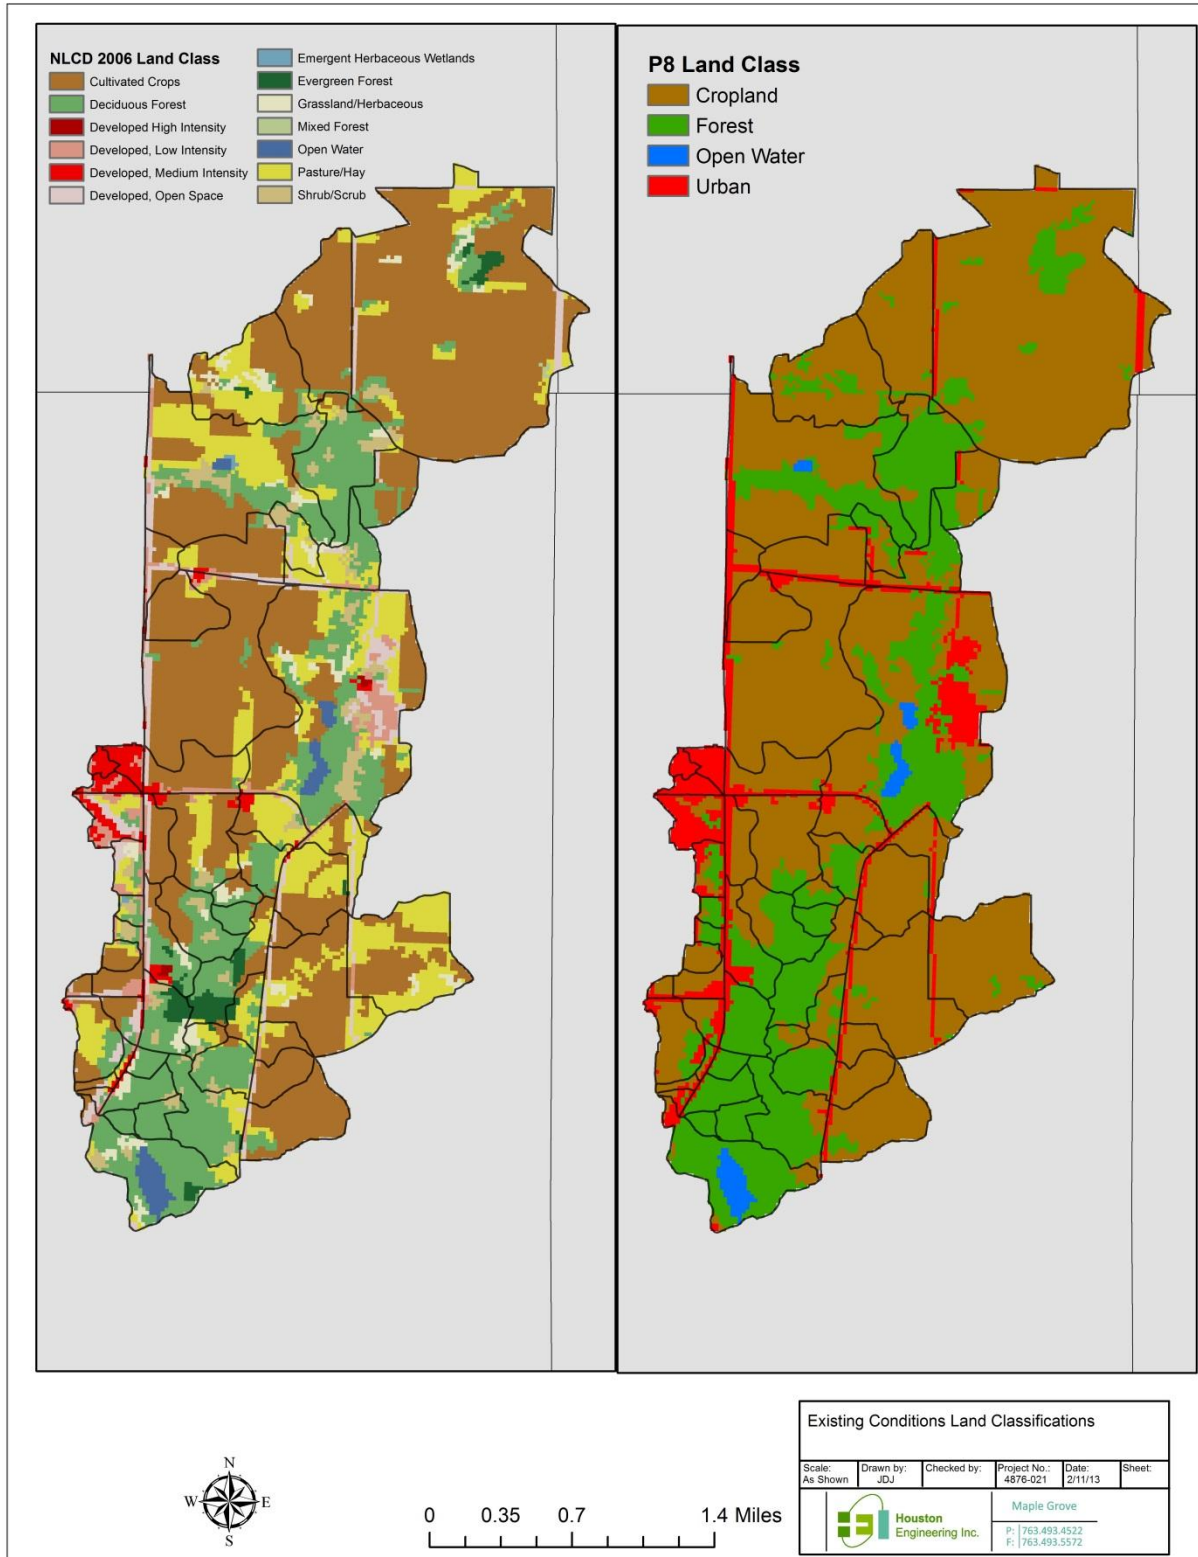 NLCD 2006 Land Class
Cultivated Crops
Deciduous Forest
Developed High Intensity
Developed, Low Intensity
Developed, Medium Intensity
Developed, Open Space
Emergent Herbaceous Wetlands
Evergreen Forest
Grassland/Herbaceous
Mixed Forest
Open Water
Pasture/Hay
Shrub/Scrub
P8 Land Class
Cropland
Forest
Open Water
Urban
N
W E
S
0 0.35 0.7 1.4 Miles
Existing Conditions Land Classifications
Scale: Drawn by: Checked by: Project No.: Date: Sheet:
As Shown JDJ 4876-021 2/11/13
Houston
Engineering Inc.
Maple Grove
P: 763.493.4522
F: 763.493.5572